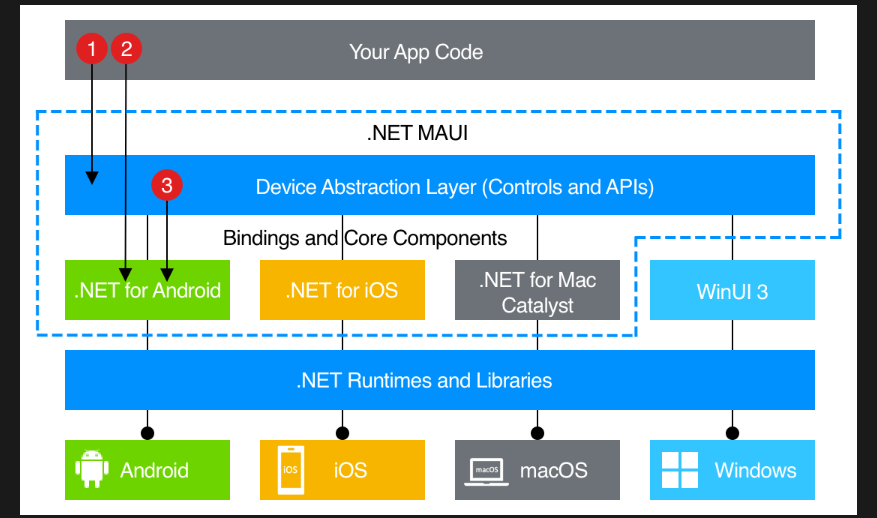 1 2
Your App Code
.NET MAUI
3
Device Abstraction Layer (Controls and APIs)
Bindings and Core Components
.NET for Android
.NET for iOS
.NET for Mac
Catalyst
WinUI 3
.NET Runtimes and Libraries
Android
iOS
iOS
macOS
macOS
Windows